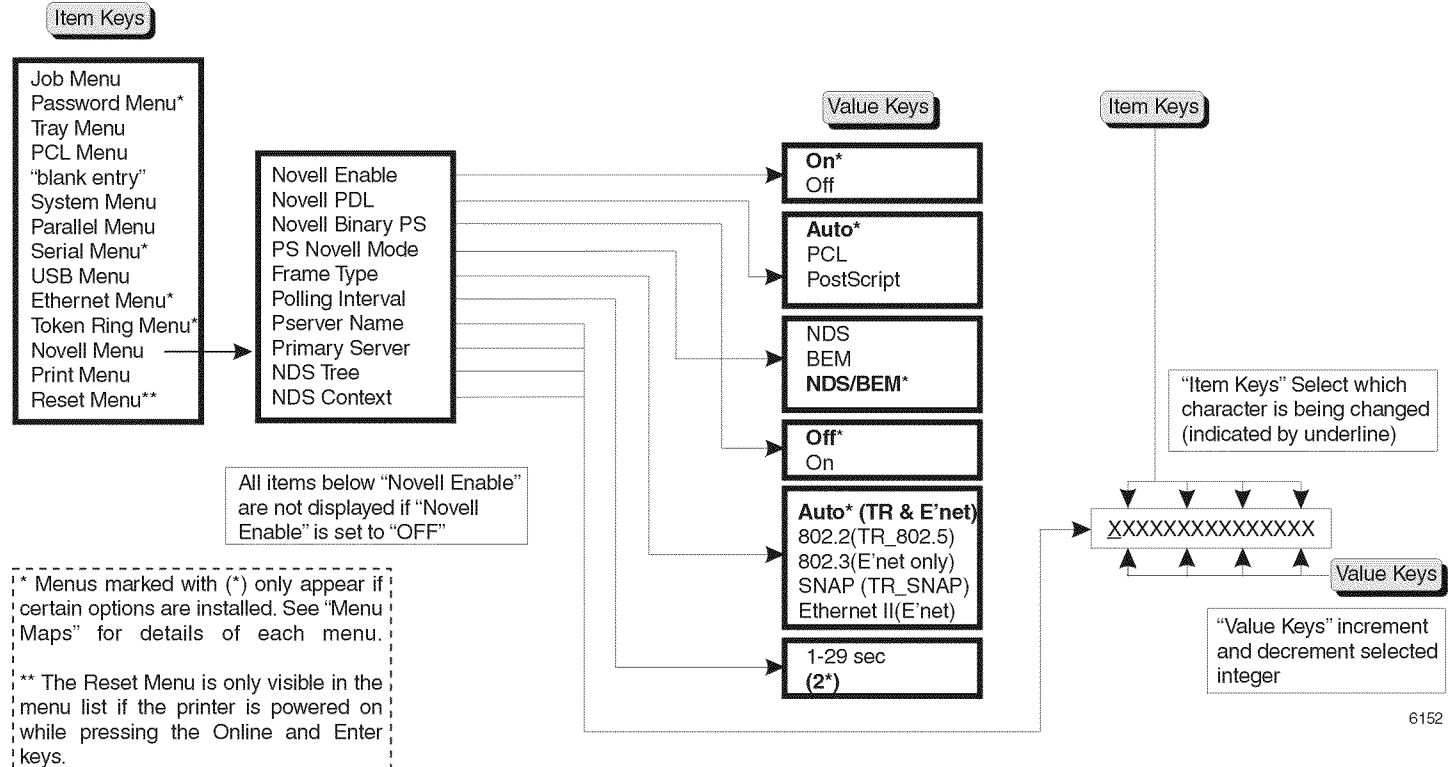 Item Keys
Job Menu
Password Menu*
Tray Menu
PCL Menu
“blank entry”
System Menu
Parallel Menu
Serial Menu*
USB Menu
Ethernet Menu*
Token Ring Menu*
Novell Menu
Print Menu
Reset Menu**
Novell Enable
Novell PDL
Novell Binary PS
PS Novell Mode
Frame Type
Polling Interval
Pserver Name
Primary Server
NDS Tree
NDS Context
All items below “Novell Enable”
are not displayed if “Novell
Enable” is set to “OFF”
* Menus marked with (*) only appear if
certain options are installed. See “Menu
Maps” for details of each menu.
** The Reset Menu is only visible in the
menu list if the printer is powered on
while pressing the Online and Enter
keys.
Value Keys
On*
Off
Auto*
PCL
PostScript
NDS
BEM
NDS/BEM*
Off*
On
Auto* (TR & E'net)
802.2(TR_802.5)
802.3(E'net only)
SNAP (TR_SNAP)
Ethernet II(E'net)
1-29 sec
(2*)
Item Keys
“Item Keys” Select which
character is being changed
(indicated by underline)
XXXXXXXXXXXXXXX
Value Keys
“Value Keys” increment
and decrement selected
integer
6152